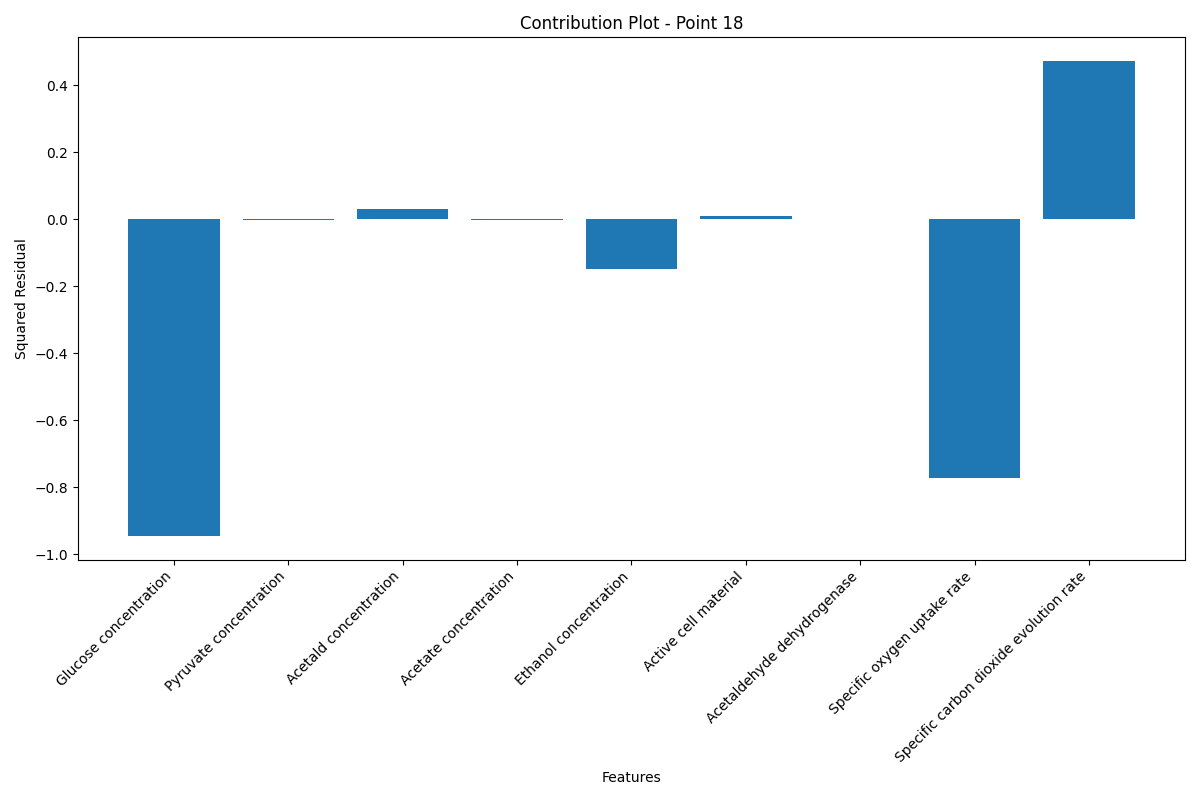 Contribution Plot - Point 18
Squared Residual
0.4
0.2
0.0
−0.2
−0.4
−0.6
−0.8
−1.0
Glucose concentration
Pyruvate concentration
Acetald concentration
Acetate concentration
Ethanol concentration
Active cell material
Acetaldehyde dehydrogenase
Specific oxygen uptake rate
Specific carbon dioxide evolution rate
Features